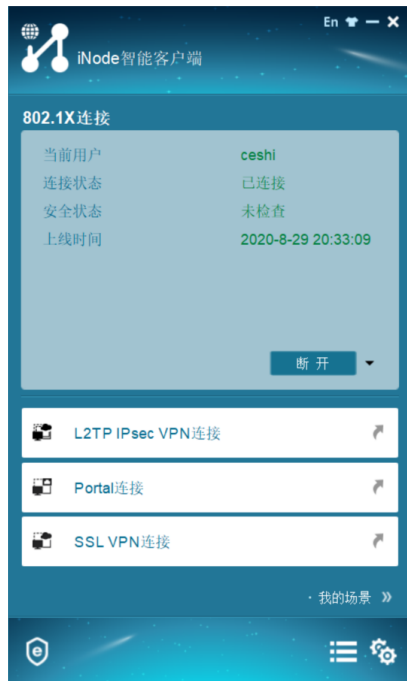 En
iNode智能客户端
802.1X连接
当前用户 ceshi
连接状态 已连接
安全状态 未检查
上线时间 2020-8-29 20:33:09
断 开
L2TP IPsec VPN连接
Portal连接
SSL VPN连接
· 我的场景 »
e